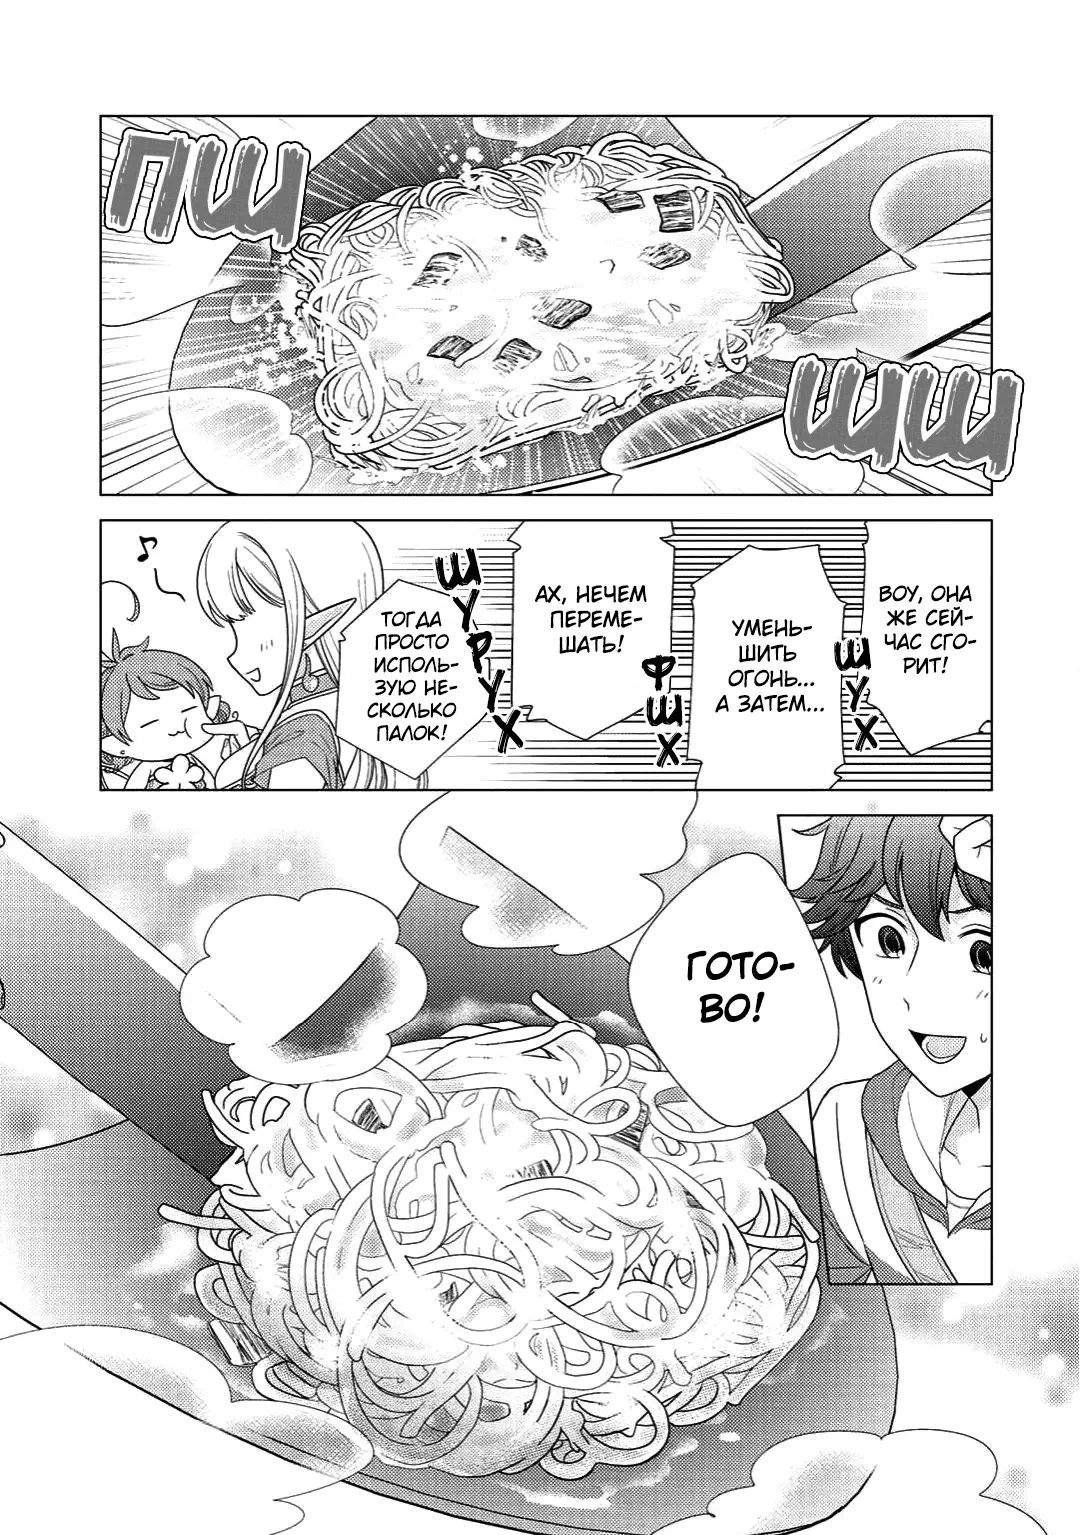 ПШ
ШШ
ВОУ, ОНА
ЖЕ СЕЙ-
ЧАС СГО-
РИТ!
ШУХ
УМЕНЬ-
ШИТЬ
ОГОНЬ...
А ЗАТЕМ...
ФШХ
АХ, НЕЧЕМ
ПЕРЕМЕ-
ШАТЬ!
ШУРУХ
ТОГДА
ПРОСТО
ИСПОЛЬ-
ЗУЮ НЕ-
СКОЛЬКО
ПАЛОК!
ГОТО-
ВО!